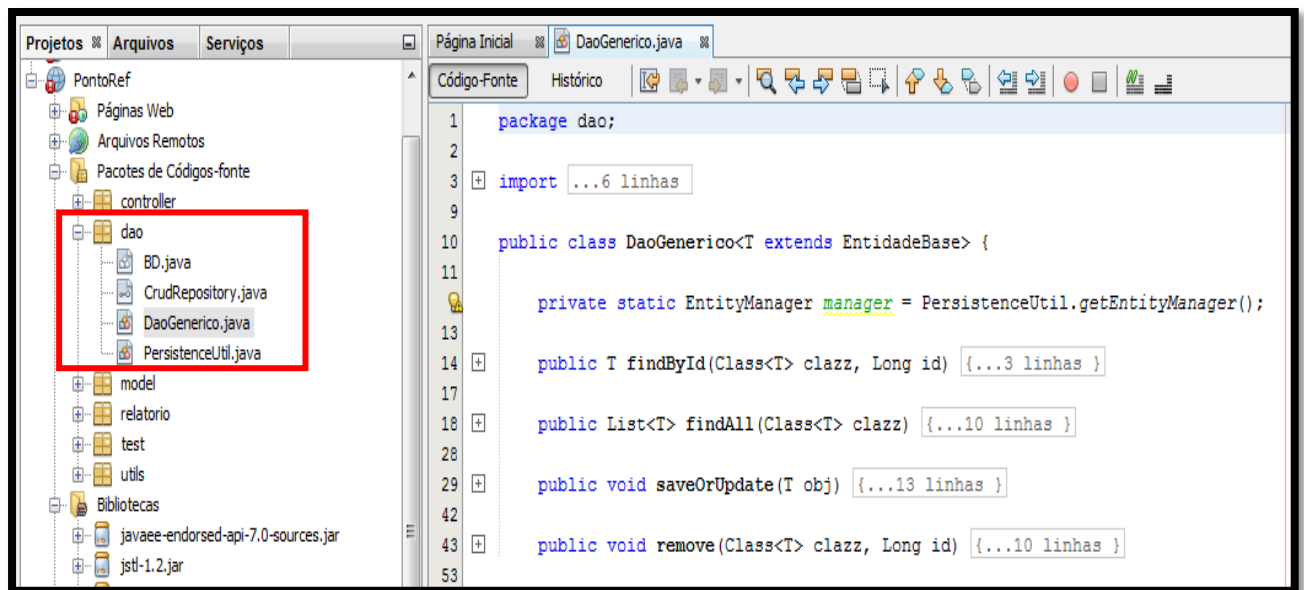 Projetos Arquivos Serviços
PontoRef
Páginas Web
Arquivos Remotos
Pacotes de Códigos-fonte
controller
dao
BD.java
CrudRepository.java
DaoGenerico.java
PersistenceUtil.java
model
relatorio
test
utils
Bibliotecas
javaee-endorsed-api-7.0-sources.jar
jstl-1.2.jar
Página Inicial DaoGenerico.java
Código-Fonte Histórico
1 package dao;
2
3 import ...6 linhas
9
10 public class DaoGenerico<T extends EntidadeBase> {
11
private static EntityManager manager = PersistenceUtil.getEntityManager();
13
14 public T findById(Class<T> clazz, Long id) {...3 linhas }
17
18 public List<T> findAll(Class<T> clazz) {...10 linhas }
28
29 public void saveOrUpdate(T obj) {...13 linhas }
42
43 public void remove(Class<T> clazz, Long id) {...10 linhas }
53